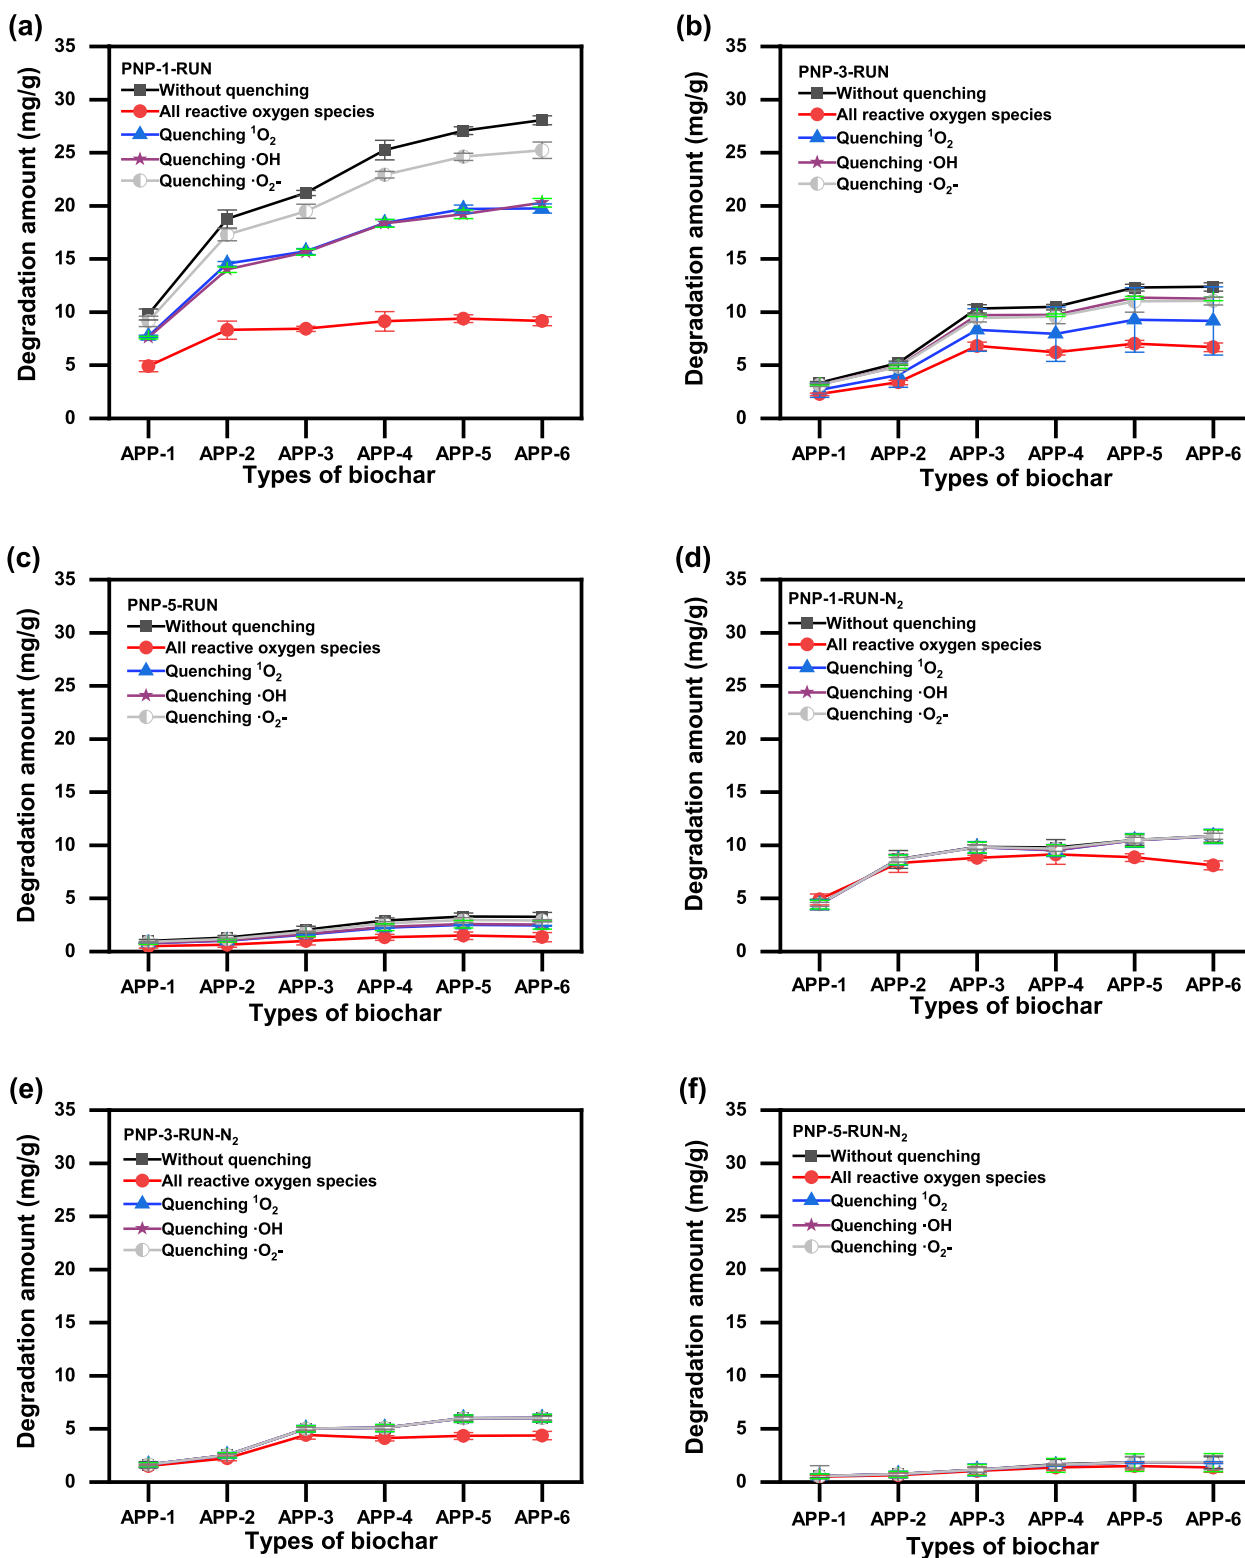 (a)
Degradation amount (mg/g)
35
30
25
20
15
10
5
0
PNP-1-RUN
Without quenching
All reactive oxygen species
Quenching ¹O₂
Quenching ·OH
Quenching ·O₂-
APP-1 APP-2 APP-3 APP-4 APP-5 APP-6
Types of biochar
(b)
Degradation amount (mg/g)
35
30
25
20
15
10
5
0
PNP-3-RUN
Without quenching
All reactive oxygen species
Quenching ¹O₂
Quenching ·OH
Quenching ·O₂-
APP-1 APP-2 APP-3 APP-4 APP-5 APP-6
Types of biochar
(c)
Degradation amount (mg/g)
35
30
25
20
15
10
5
0
PNP-5-RUN
Without quenching
All reactive oxygen species
Quenching ¹O₂
Quenching ·OH
Quenching ·O₂-
APP-1 APP-2 APP-3 APP-4 APP-5 APP-6
Types of biochar
(d)
Degradation amount (mg/g)
35
30
25
20
15
10
5
0
PNP-1-RUN-N₂
Without quenching
All reactive oxygen species
Quenching ¹O₂
Quenching ·OH
Quenching ·O₂-
APP-1 APP-2 APP-3 APP-4 APP-5 APP-6
Types of biochar
(e)
Degradation amount (mg/g)
35
30
25
20
15
10
5
0
PNP-3-RUN-N₂
Without quenching
All reactive oxygen species
Quenching ¹O₂
Quenching ·OH
Quenching ·O₂-
APP-1 APP-2 APP-3 APP-4 APP-5 APP-6
Types of biochar
(f)
Degradation amount (mg/g)
35
30
25
20
15
10
5
0
PNP-5-RUN-N₂
Without quenching
All reactive oxygen species
Quenching ¹O₂
Quenching ·OH
Quenching ·O₂-
APP-1 APP-2 APP-3 APP-4 APP-5 APP-6
Types of biochar